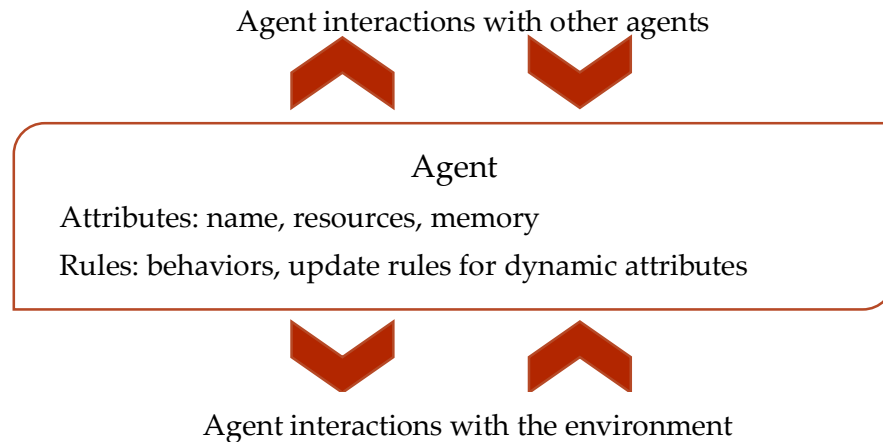 Agent interactions with other agents
Agent
Attributes: name, resources, memory
Rules: behaviors, update rules for dynamic attributes
Agent interactions with the environment